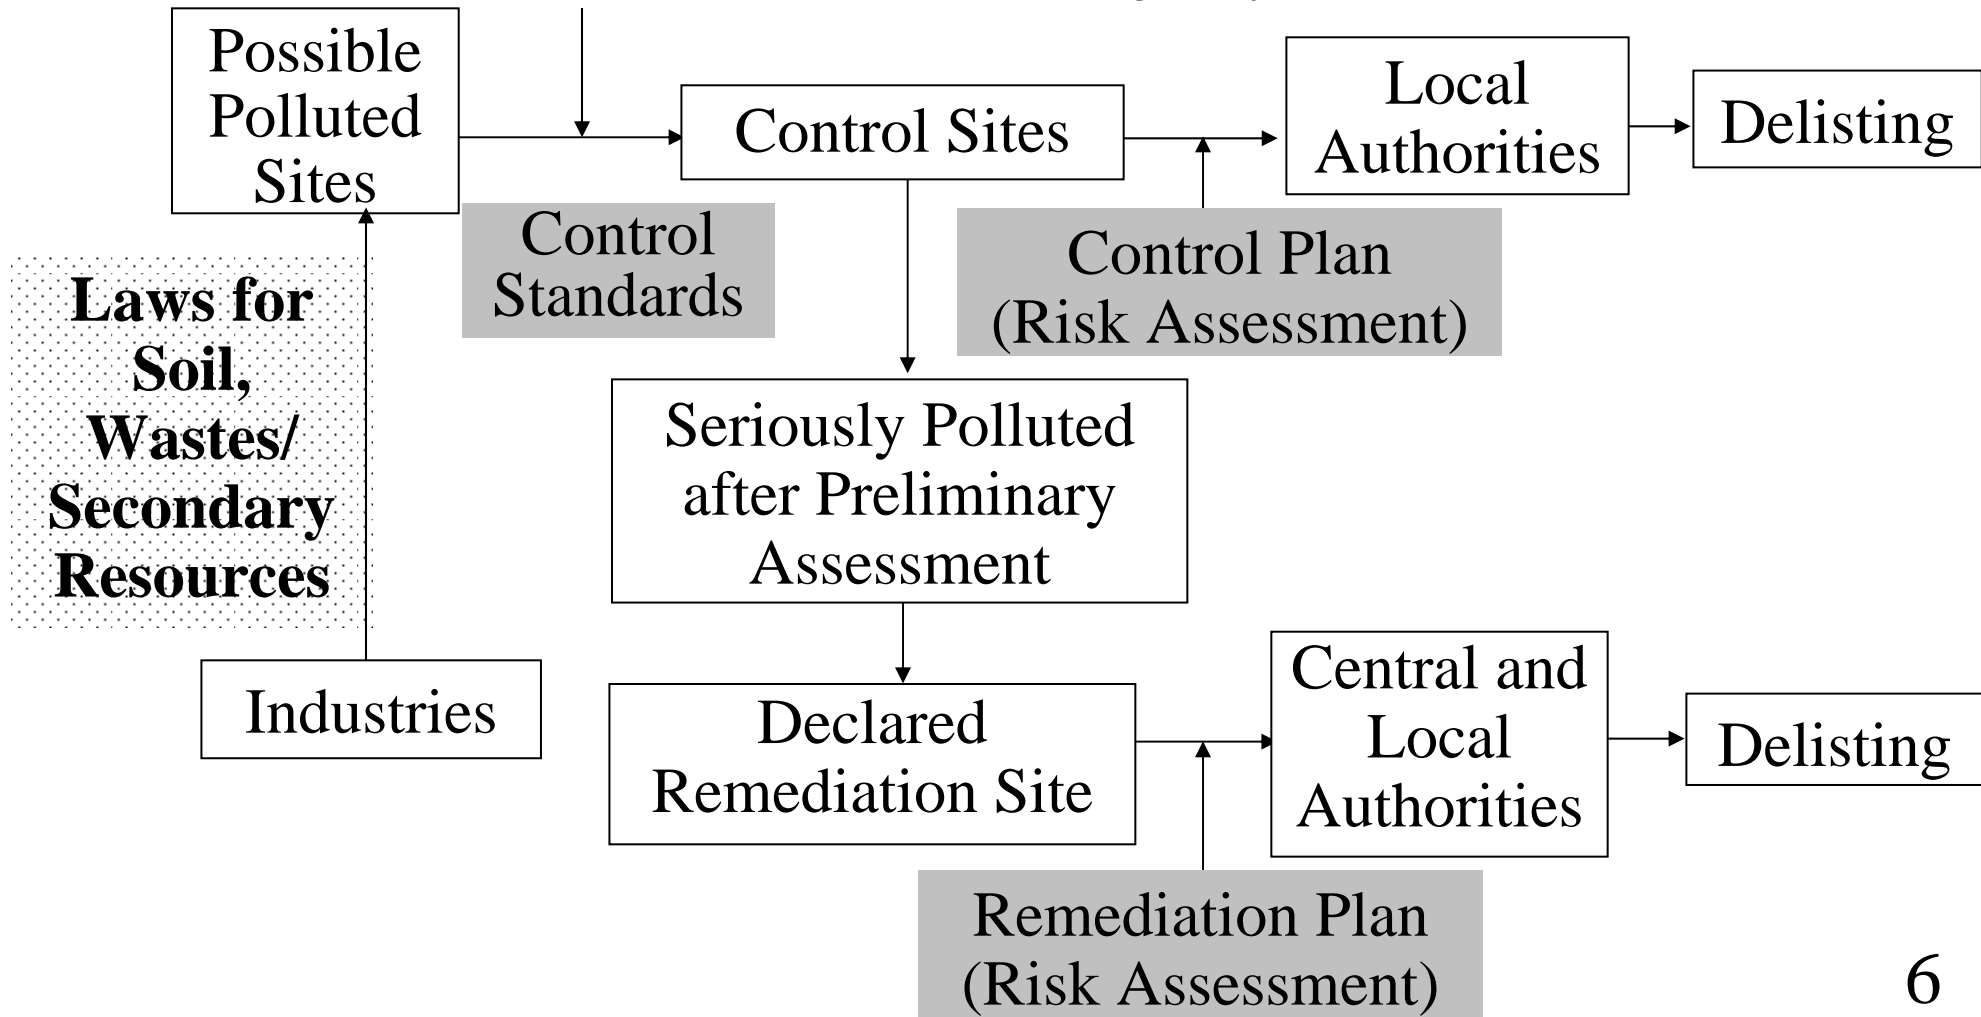 Possible
Polluted
Sites
Control Sites
Local
Authorities
Delisting
Control
Standards
Control Plan
(Risk Assessment)
Laws for
Soil,
Wastes/
Secondary
Resources
Seriously Polluted
after Preliminary
Assessment
Industries
Declared
Remediation Site
Central and
Local
Authorities
Delisting
Remediation Plan
(Risk Assessment)
6